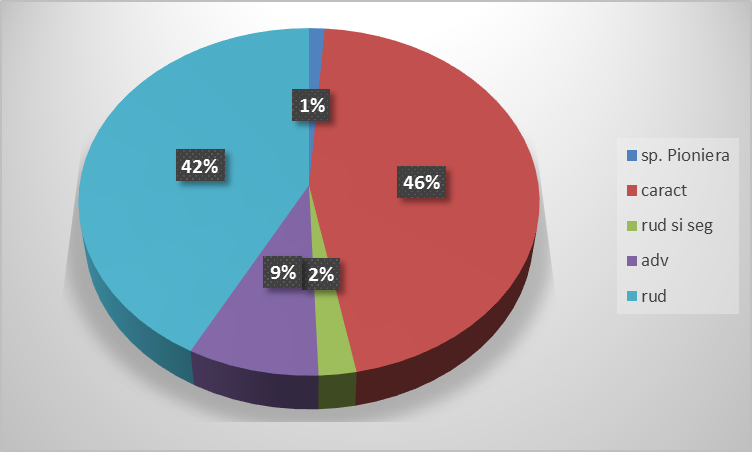 1%
46%
42%
9%
2%
sp. Pioniera
caract
rud si seg
adv
rud